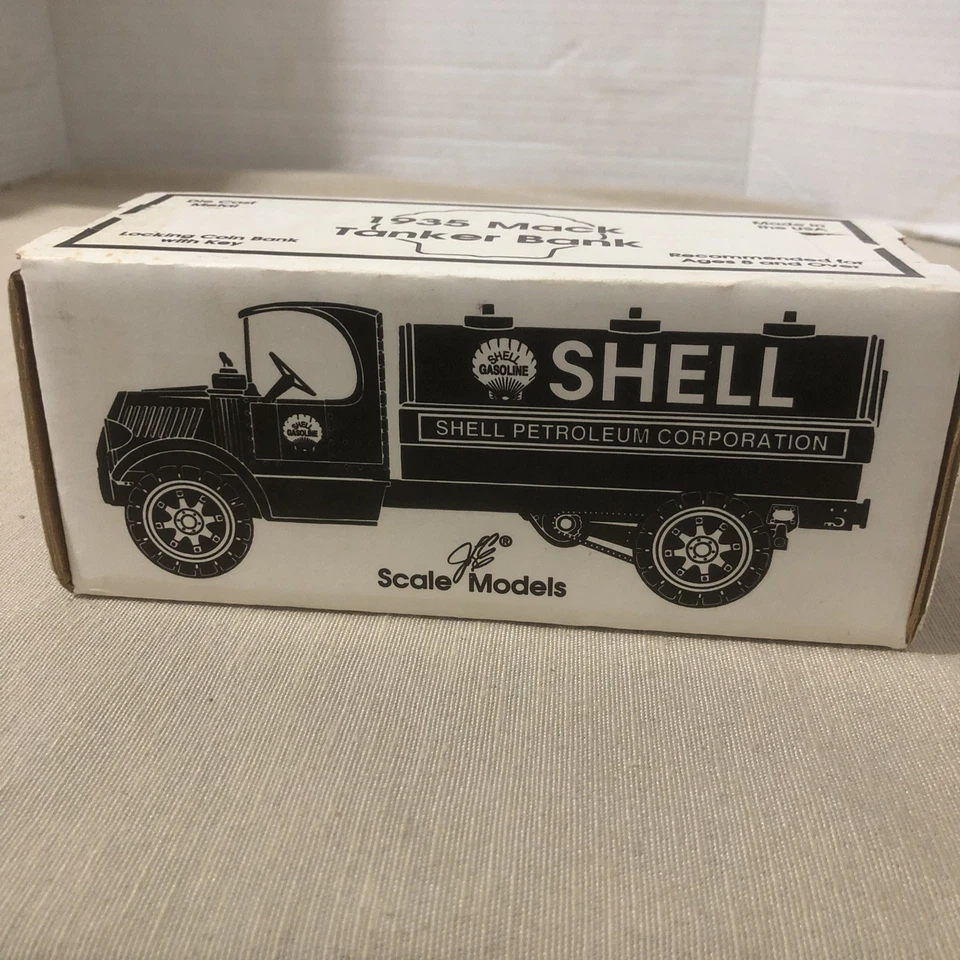 Die Cast
Metal
1935 Mack
Tanker Bank
Made in
the USA
Locking Coin Bank
with Key
Recommended for
Ages 8 and Over
SHELL
GASOLINE
SHELL
SHELL PETROLEUM CORPORATION
SHELL
GASOLINE
JLE®
Scale Models